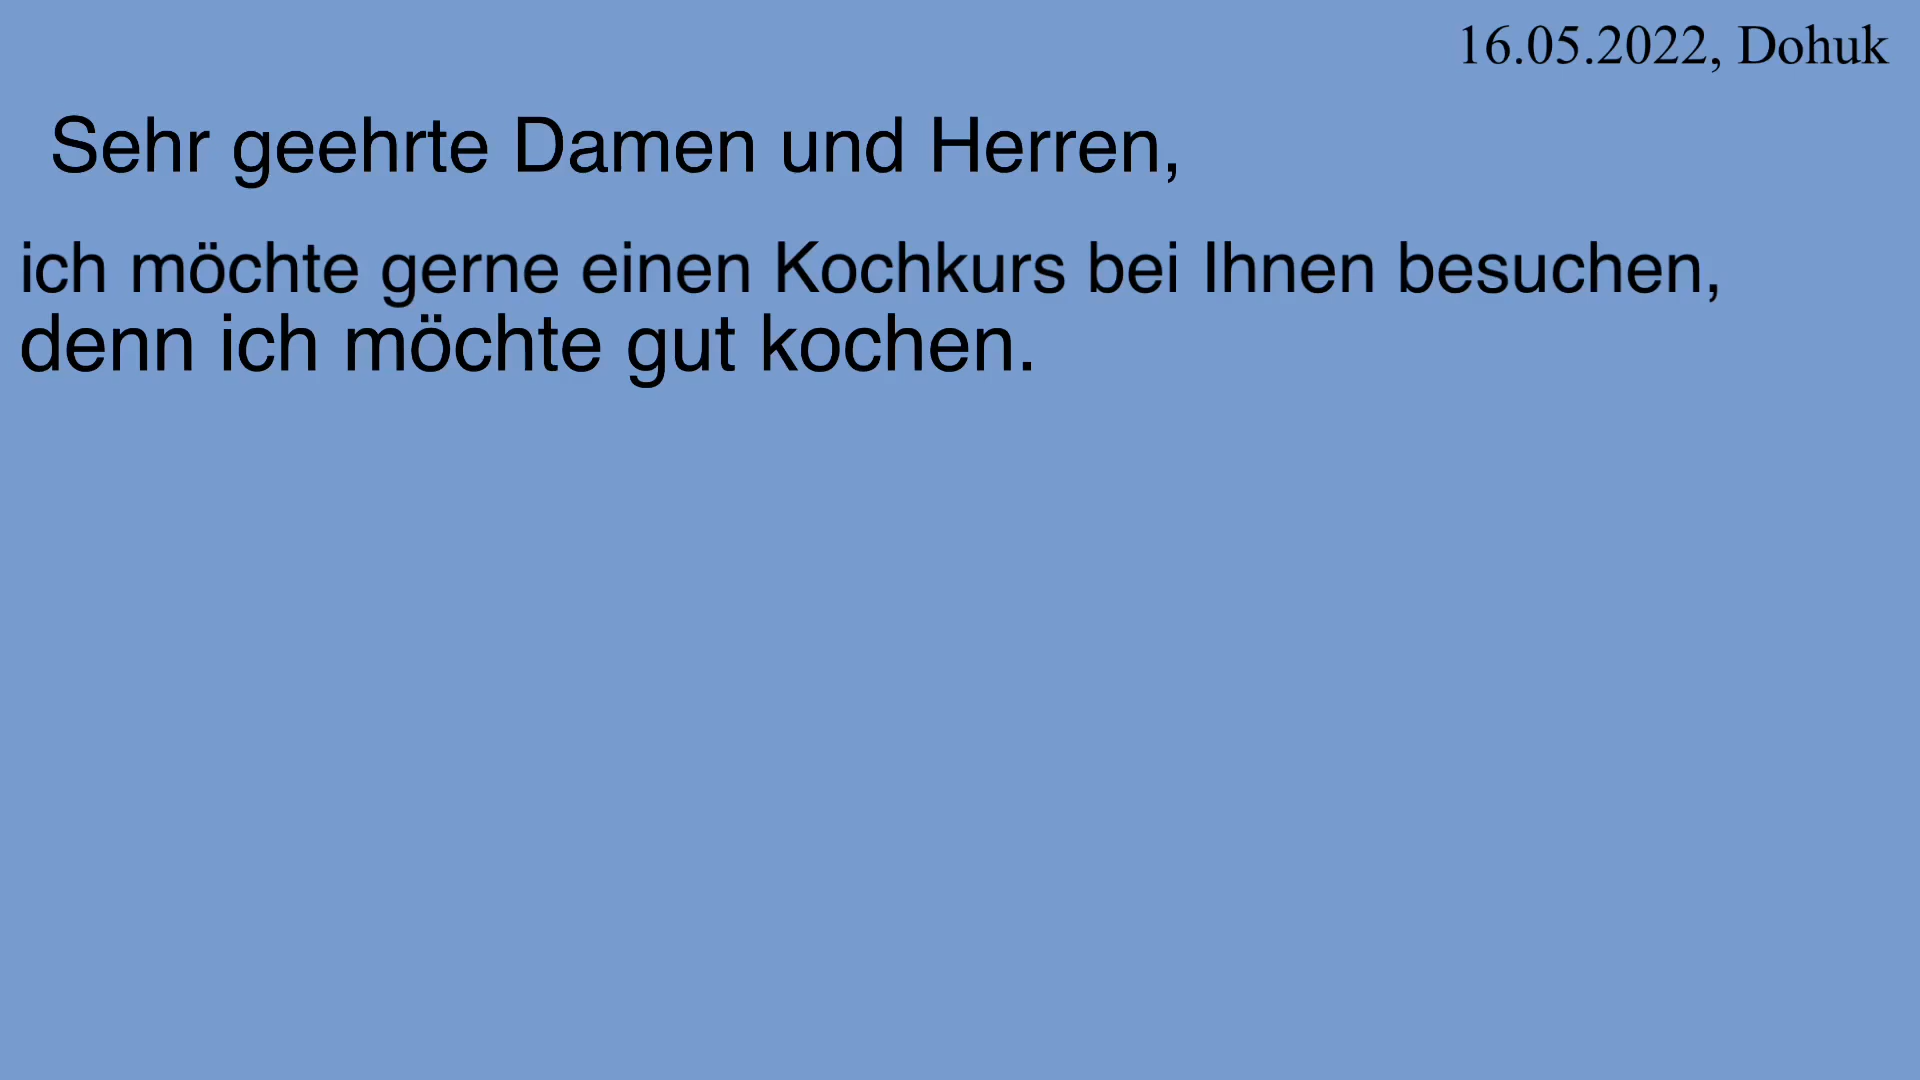 16.05.2022, Dohuk
Sehr geehrte Damen und Herren,
ich möchte gerne einen Kochkurs bei Ihnen besuchen,
denn ich möchte gut kochen.